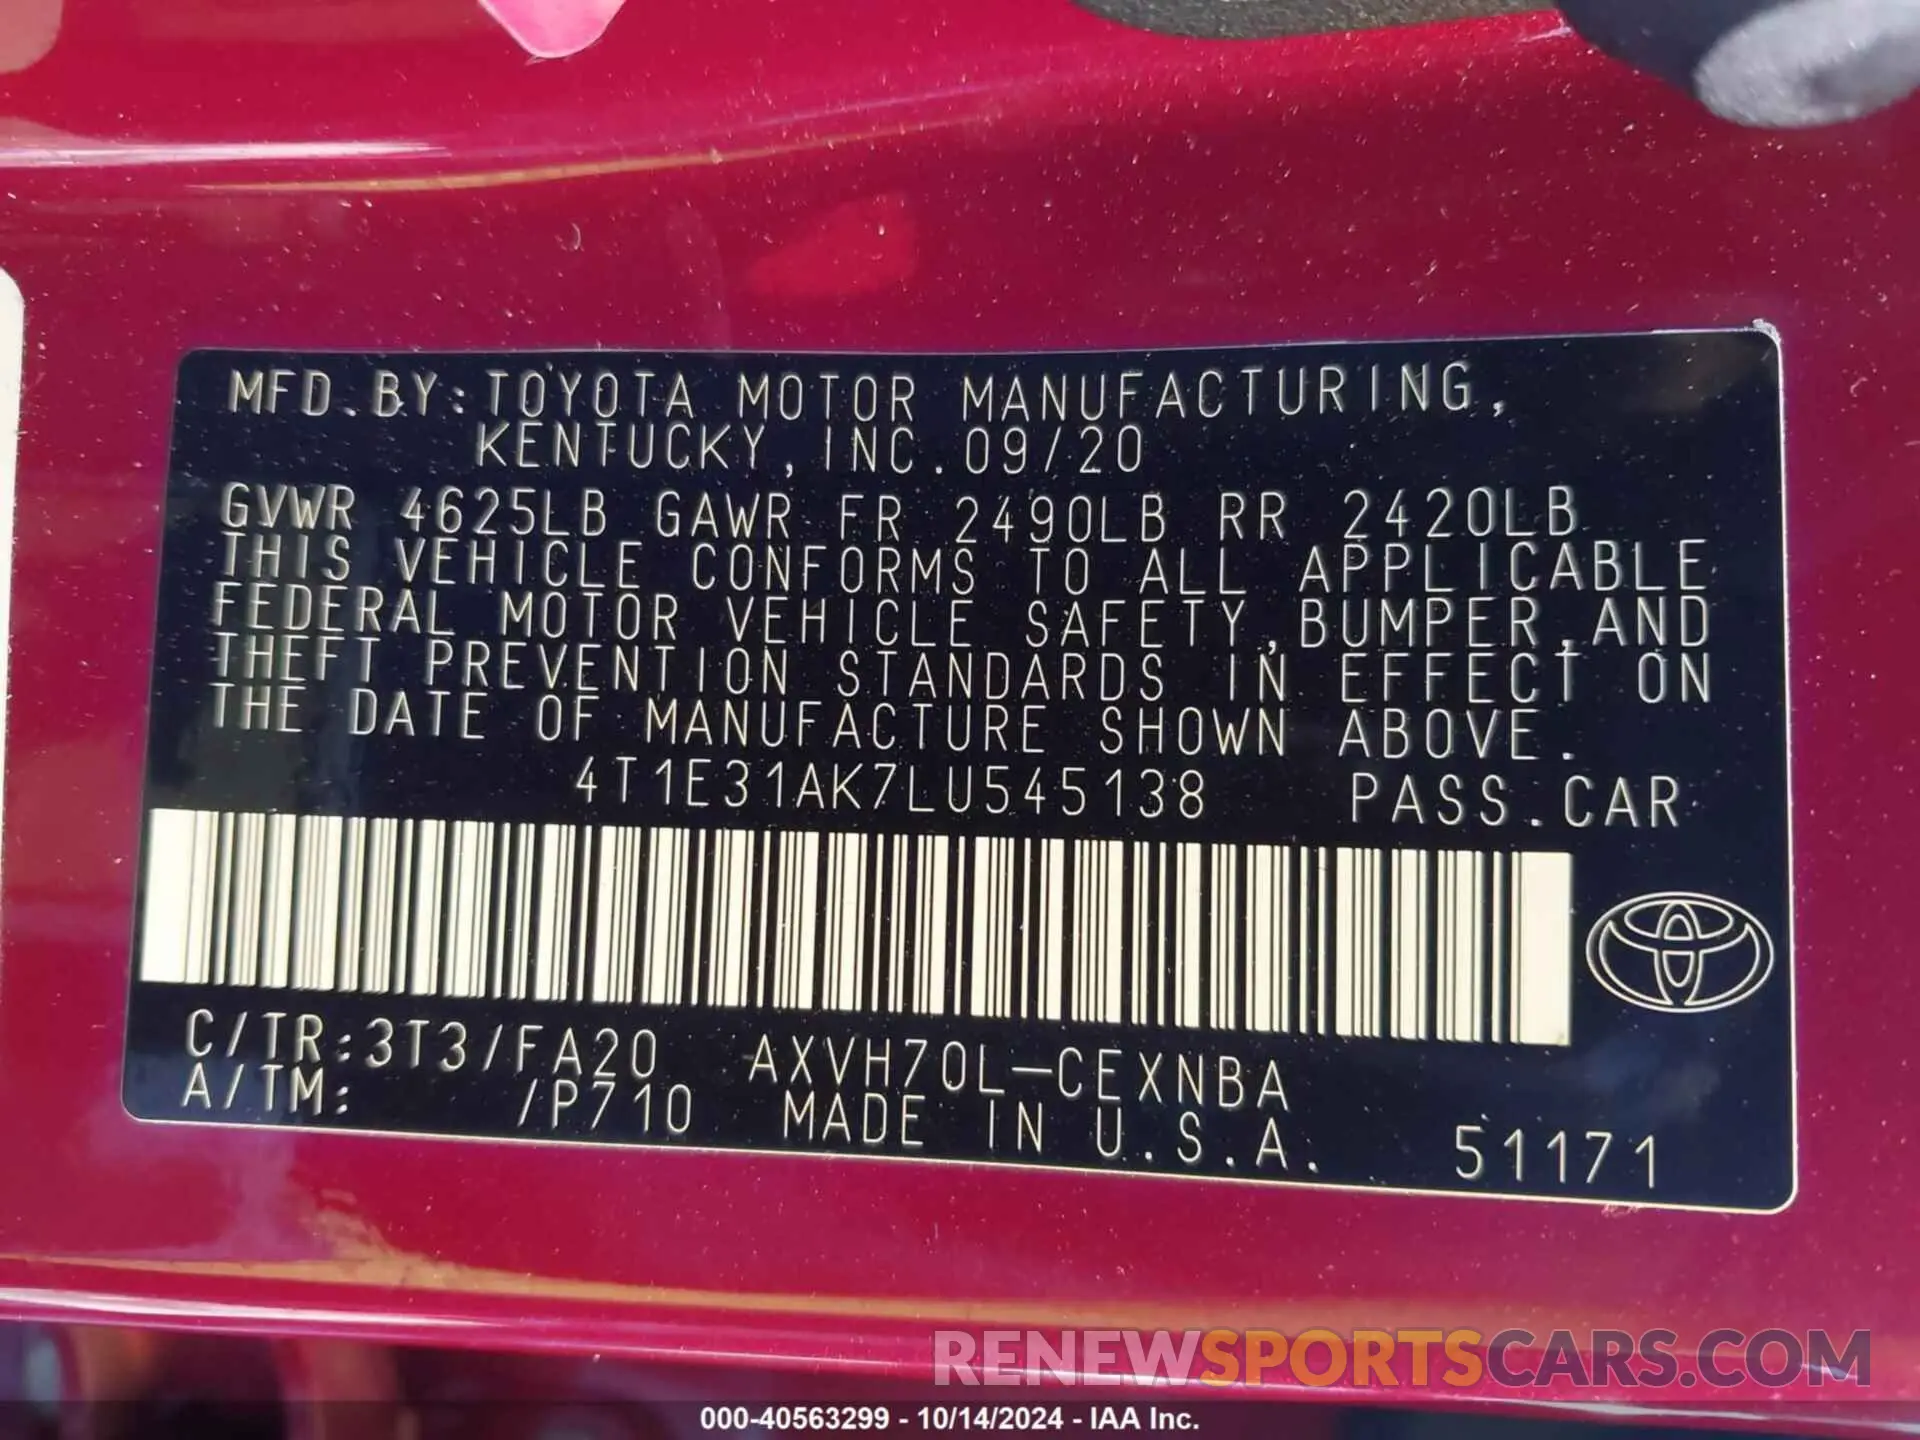 MFD.BY:TOYOTA MOTOR MANUFACTURING,
KENTUCKY,INC.09/20
GVWR 4625LB GAWR FR 2490LB RR 2420LB
THIS VEHICLE CONFORMS TO ALL APPLICABLE
FEDERAL MOTOR VEHICLE SAFETY,BUMPER,AND
THEFT PREVENTION STANDARDS IN EFFECT ON
THE DATE OF MANUFACTURE SHOWN ABOVE.
4T1E31AK7LU545138 PASS.CAR
C/TR:3T3/FA20 AXVH70L-CEXNBA
A/TM: /P710 MADE IN U.S.A. 51171
RENEWSPORTSCARS.COM
000-40563299 - 10/14/2024 - IAA Inc.